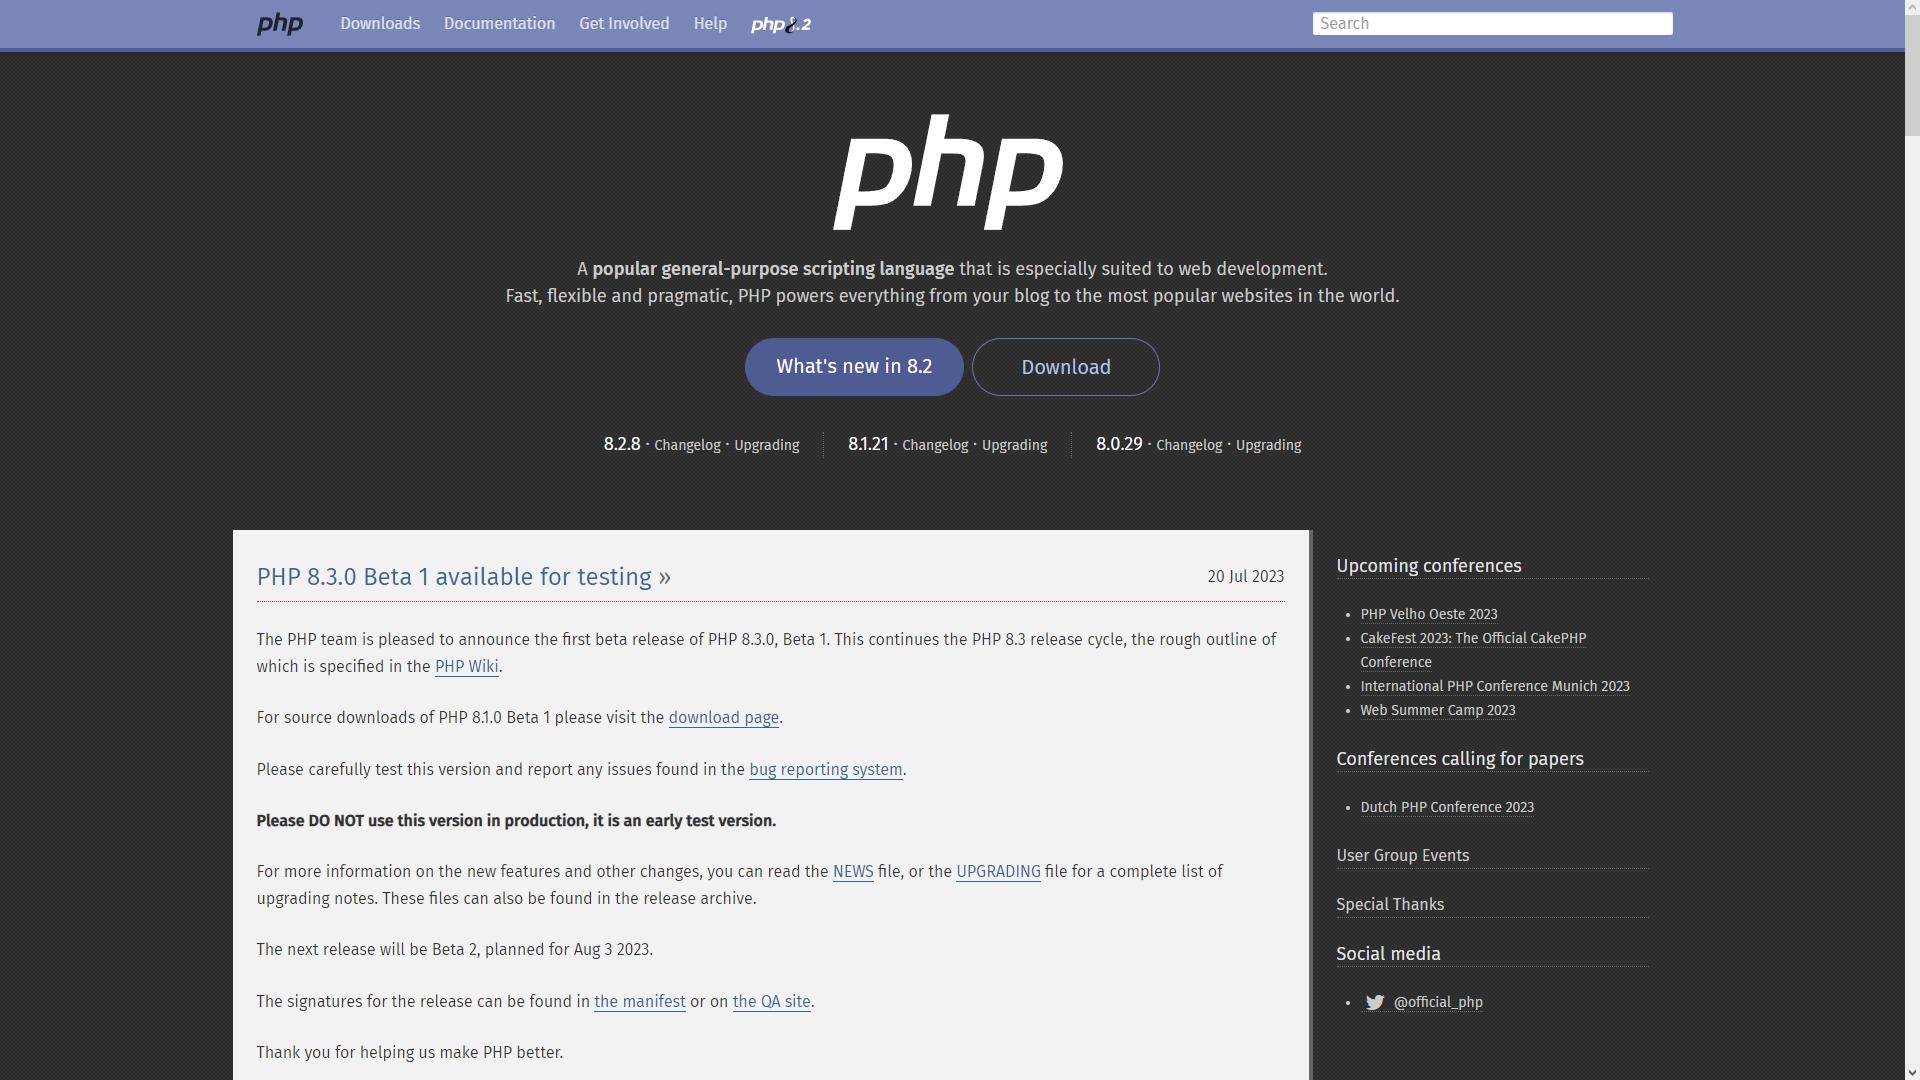 php Downloads Documentation Get Involved Help php8.2 Search
php
A popular general-purpose scripting language that is especially suited to web development.
Fast, flexible and pragmatic, PHP powers everything from your blog to the most popular websites in the world.
What's new in 8.2 Download
8.2.8 · Changelog · Upgrading 8.1.21 · Changelog · Upgrading 8.0.29 · Changelog · Upgrading
PHP 8.3.0 Beta 1 available for testing » 20 Jul 2023
The PHP team is pleased to announce the first beta release of PHP 8.3.0, Beta 1. This continues the PHP 8.3 release cycle, the rough outline of
which is specified in the PHP Wiki.
For source downloads of PHP 8.1.0 Beta 1 please visit the download page.
Please carefully test this version and report any issues found in the bug reporting system.
Please DO NOT use this version in production, it is an early test version.
For more information on the new features and other changes, you can read the NEWS file, or the UPGRADING file for a complete list of
upgrading notes. These files can also be found in the release archive.
The next release will be Beta 2, planned for Aug 3 2023.
The signatures for the release can be found in the manifest or on the QA site.
Thank you for helping us make PHP better.
Upcoming conferences
• PHP Velho Oeste 2023
• CakeFest 2023: The Official CakePHP
Conference
• International PHP Conference Munich 2023
• Web Summer Camp 2023
Conferences calling for papers
• Dutch PHP Conference 2023
User Group Events
Special Thanks
Social media
• @official_php